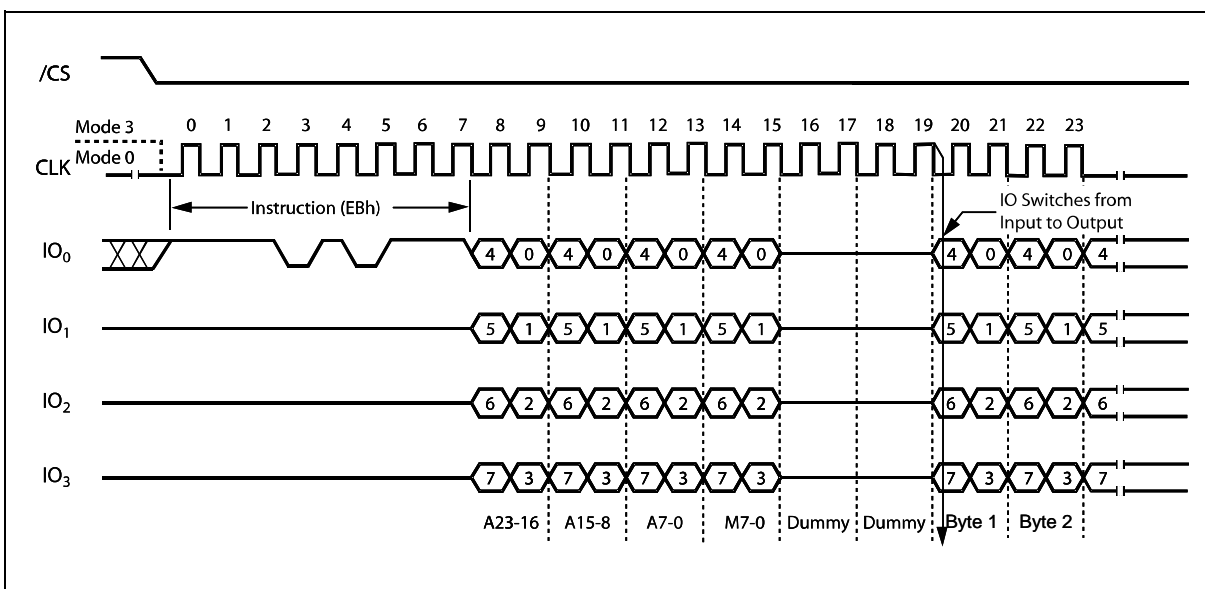 /CS
Mode 3
0 1 2 3 4 5 6 7 8 9 10 11 12 13 14 15 16 17 18 19 20 21 22 23
Mode 0
CLK
Instruction (EBh)
IO Switches from
Input to Output
IO₀ 4 0 4 0 4 0 4 0 4 0 4 0 4
IO₁ 5 1 5 1 5 1 5 1 5 1 5 1 5
IO₂ 6 2 6 2 6 2 6 2 6 2 6 2 6
IO₃ 7 3 7 3 7 3 7 3 7 3 7 3 7
A23-16 A15-8 A7-0 M7-0 Dummy Dummy Byte 1 Byte 2